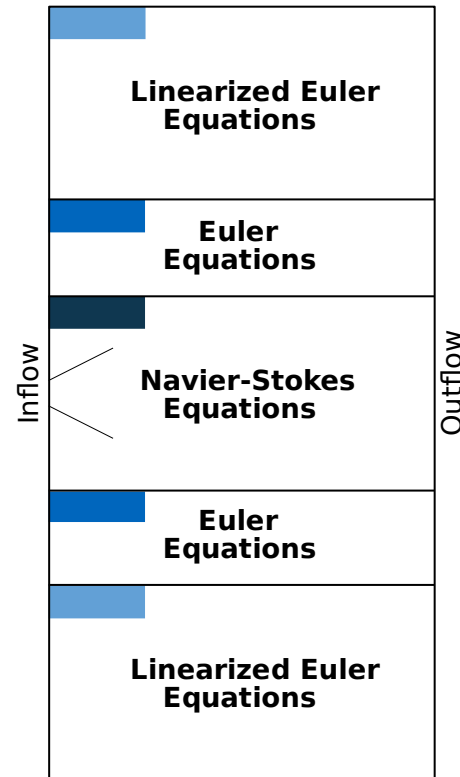 Linearized Euler
Equations
Euler
Equations
Inflow
Navier-Stokes
Equations
Outflow
Euler
Equations
Linearized Euler
Equations